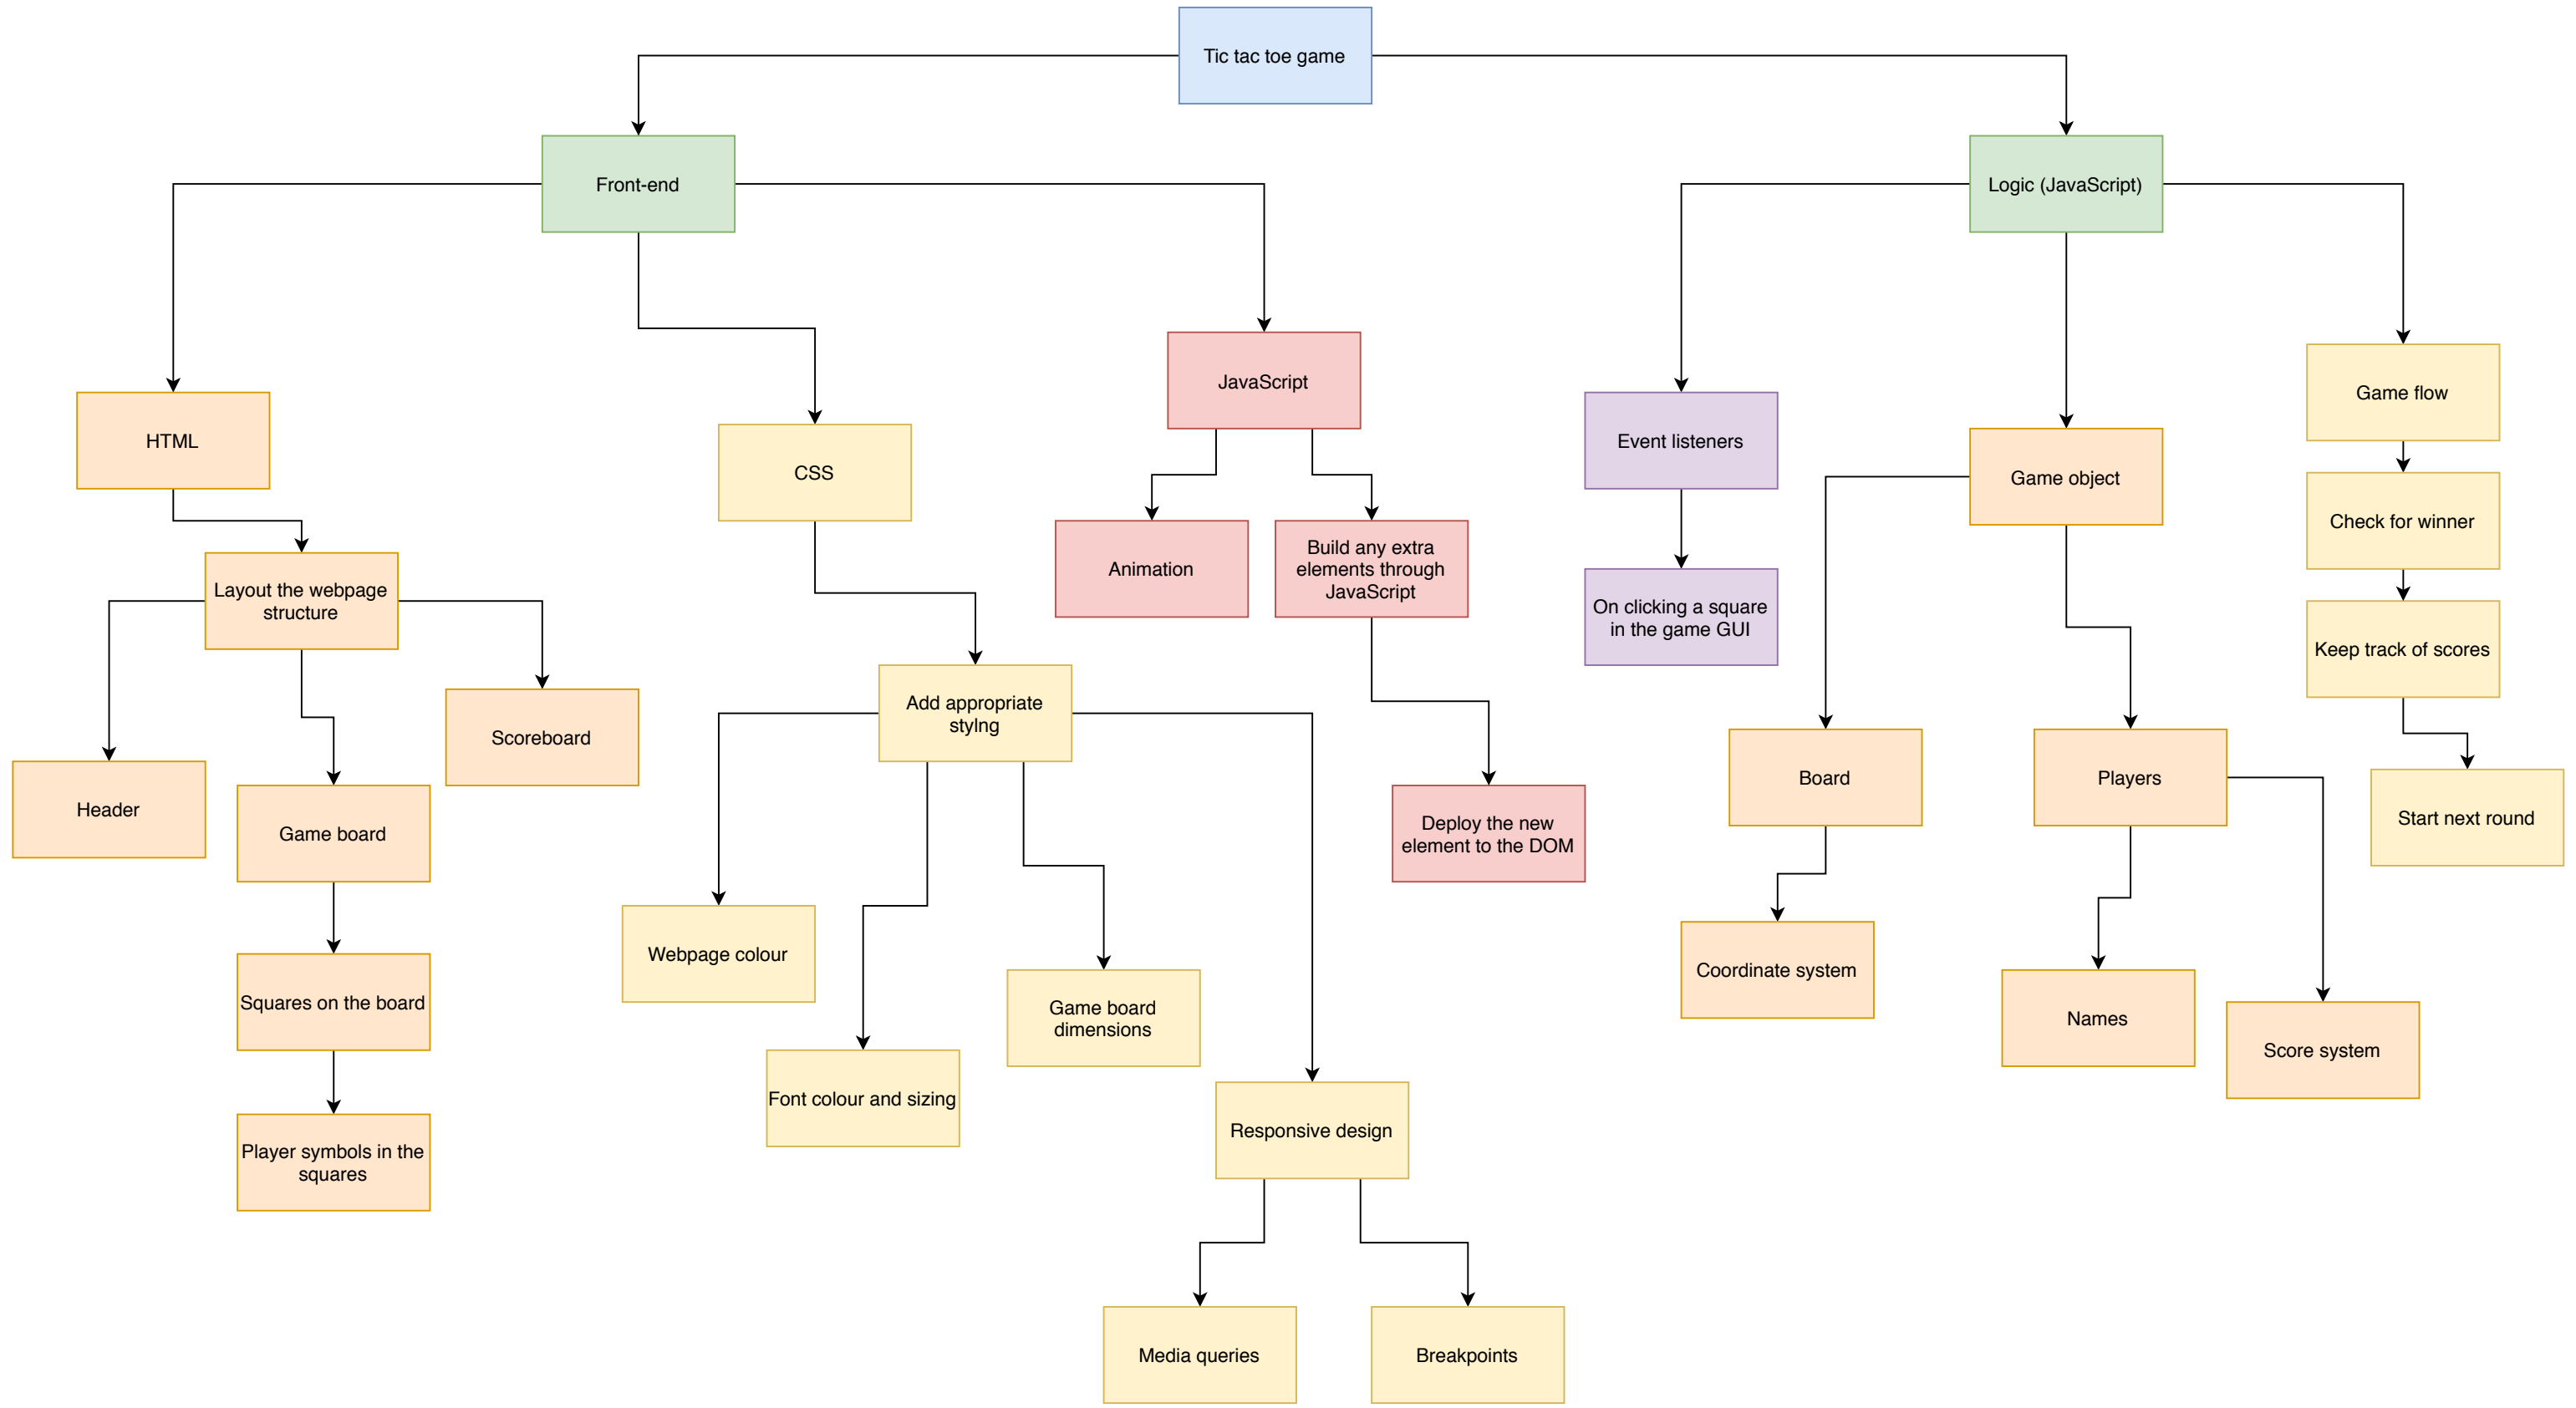 Tic tac toe game
Front-end
Logic (JavaScript)
JavaScript
Game flow
HTML
Event listeners
CSS
Game object
Check for winner
Animation
Build any extra
elements through
JavaScript
Layout the webpage
structure
On clicking a square
in the game GUI
Keep track of scores
Add appropriate
stylng
Scoreboard
Board
Players
Header
Game board
Deploy the new
element to the DOM
Start next round
Webpage colour
Coordinate system
Squares on the board
Game board
dimensions
Names
Score system
Font colour and sizing
Responsive design
Player symbols in the
squares
Media queries
Breakpoints